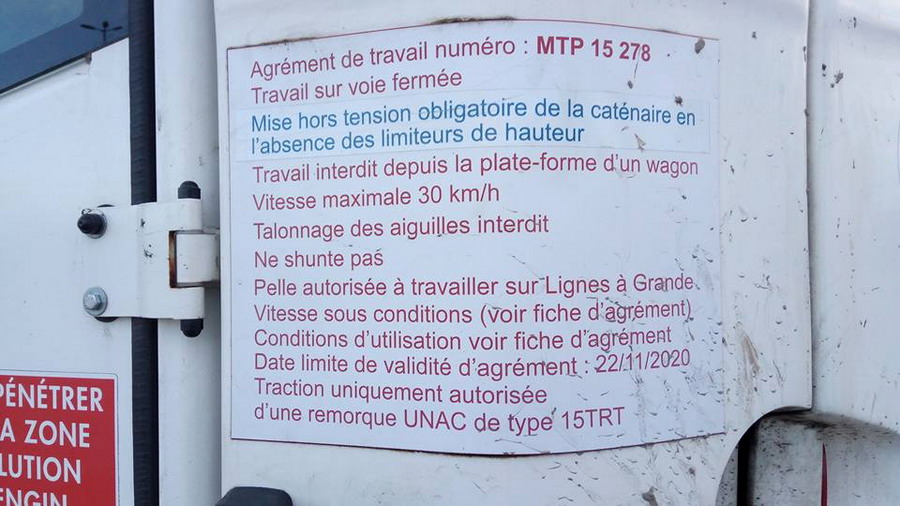 Agrément de travail numéro : MTP 15 278
Travail sur voie fermée
Mise hors tension obligatoire de la caténaire en
l'absence des limiteurs de hauteur
Travail interdit depuis la plate-forme d'un wagon
Vitesse maximale 30 km/h
Talonnage des aiguilles interdit
Ne shunte pas
Pelle autorisée à travailler sur Lignes à Grande
Vitesse sous conditions (voir fiche d'agrément)
Conditions d'utilisation voir fiche d'agrément
Date limite de validité d'agrément : 22/11/2020
Traction uniquement autorisée
d'une remorque UNAC de type 15TRT
PÉNÉTRER
A ZONE
LUTION
ENGIN